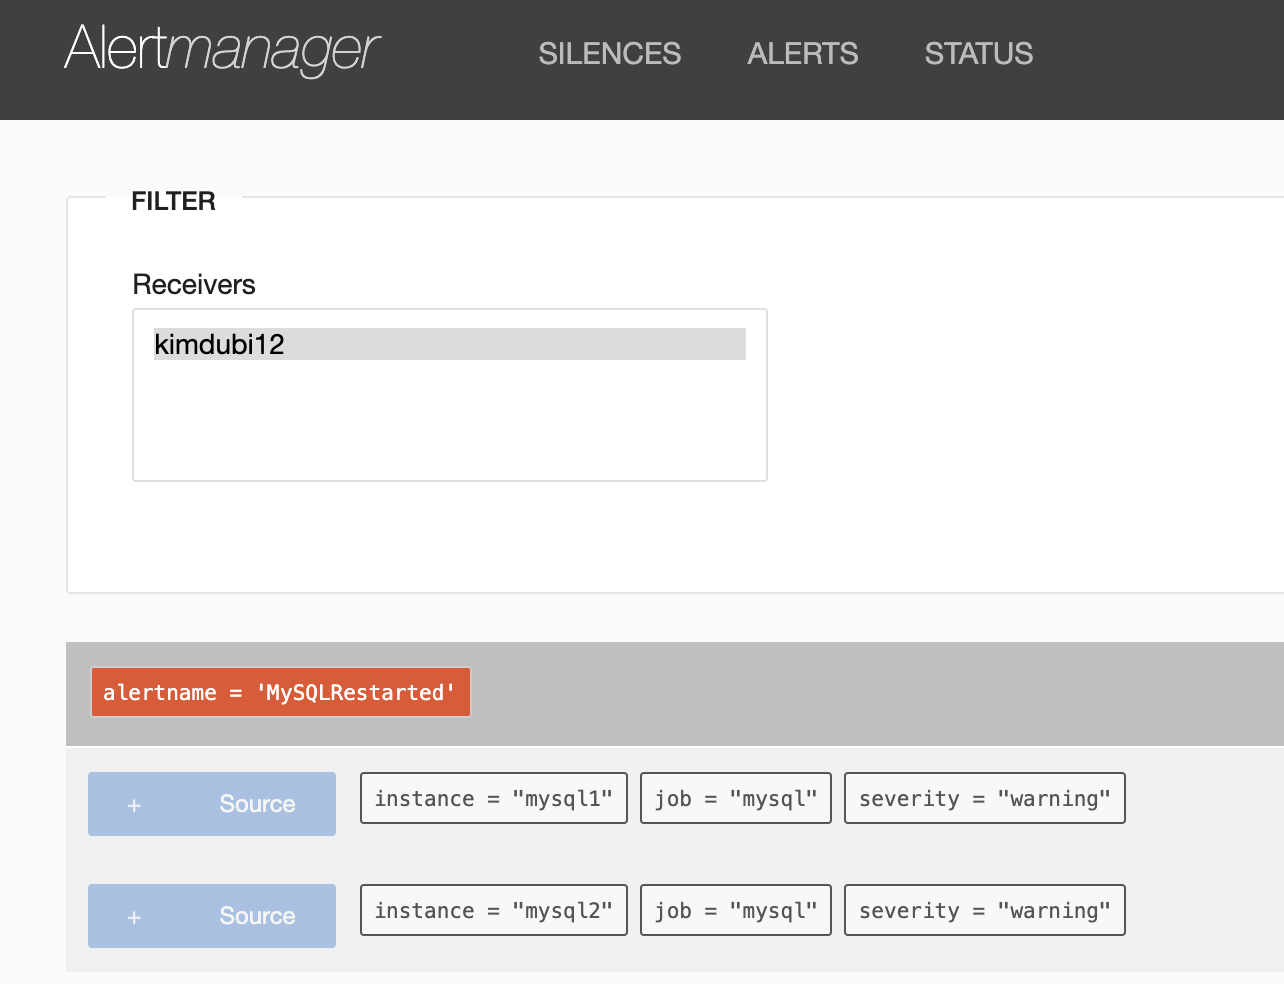 Alertmanager SILENCES ALERTS STATUS
FILTER
Receivers
kimdubi12
alertname = 'MySQLRestarted'
+ Source instance = "mysql1" job = "mysql" severity = "warning"
+ Source instance = "mysql2" job = "mysql" severity = "warning"